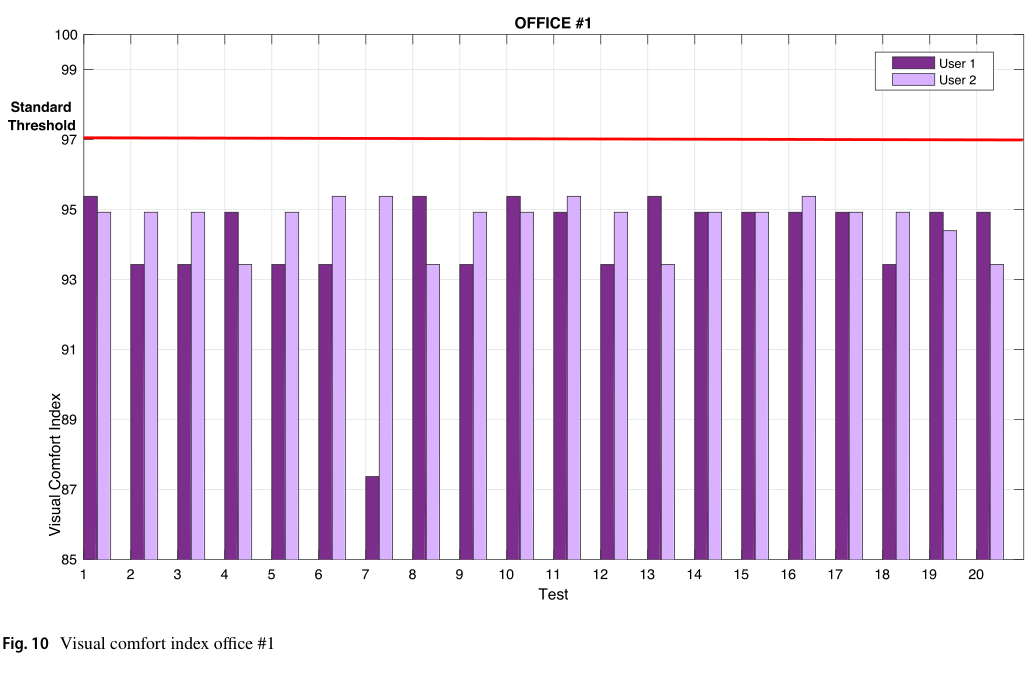 OFFICE #1
100
99
Standard
Threshold
97
95
93
91
89
87
85
Visual Comfort Index
User 1
User 2
1 2 3 4 5 6 7 8 9 10 11 12 13 14 15 16 17 18 19 20
Test
Fig. 10 Visual comfort index office #1